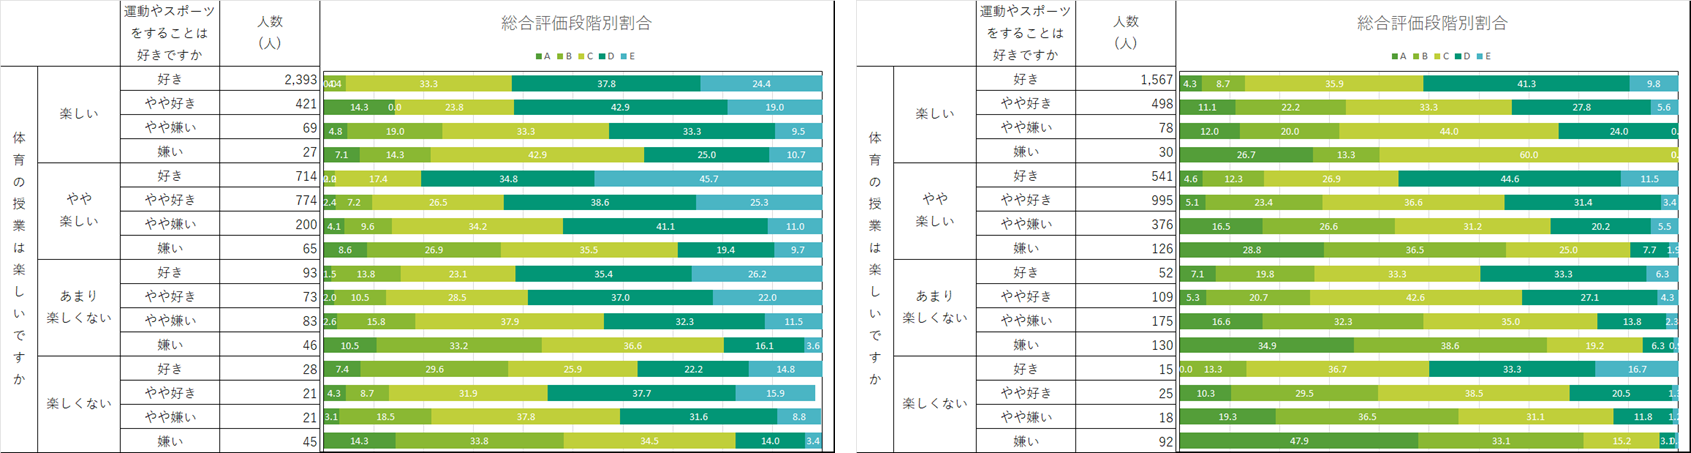 運動やスポーツ
をすることは
好きですか
人数
(人)
総合評価段階別割合
A B C D E
体育の授業は楽しいですか
楽しい
好き 2,393 33.3 37.8 24.4
やや好き 421 14.3 0.0 23.8 42.9 19.0
やや嫌い 69 4.8 19.0 33.3 33.3 9.5
嫌い 27 7.1 14.3 42.9 25.0 10.7
やや
楽しい
好き 714 17.4 34.8 45.7
やや好き 774 2.4 7.2 26.5 38.6 25.3
やや嫌い 200 4.1 9.6 34.2 41.1 11.0
嫌い 65 8.6 26.9 35.5 19.4 9.7
あまり
楽しくない
好き 93 1.5 13.8 23.1 35.4 26.2
やや好き 73 2.0 10.5 28.5 37.0 22.0
やや嫌い 83 2.6 15.8 37.9 32.3 11.5
嫌い 46 10.5 33.2 36.6 16.1 3.6
楽しくない
好き 28 7.4 29.6 25.9 22.2 14.8
やや好き 21 4.3 8.7 31.9 37.7 15.9
やや嫌い 21 3.1 18.5 37.8 31.6 8.8
嫌い 45 14.3 33.8 34.5 14.0 3.4
運動やスポーツ
をすることは
好きですか
人数
(人)
総合評価段階別割合
A B C D E
体育の授業は楽しいですか
楽しい
好き 1,567 4.3 8.7 35.9 41.3 9.8
やや好き 498 11.1 22.2 33.3 27.8 5.6
やや嫌い 78 12.0 20.0 44.0 24.0 0.
嫌い 30 26.7 13.3 60.0 0.
やや
楽しい
好き 541 4.6 12.3 26.9 44.6 11.5
やや好き 995 5.1 23.4 36.6 31.4 3.4
やや嫌い 376 16.5 26.6 31.2 20.2 5.5
嫌い 126 28.8 36.5 25.0 7.7 1.9
あまり
楽しくない
好き 52 7.1 19.8 33.3 33.3 6.3
やや好き 109 5.3 20.7 42.6 27.1 4.3
やや嫌い 175 16.6 32.3 35.0 13.8 2.3
嫌い 130 34.9 38.6 19.2 6.3
楽しくない
好き 15 0.0 13.3 36.7 33.3 16.7
やや好き 25 10.3 29.5 38.5 20.5
やや嫌い 18 19.3 36.5 31.1 11.8
嫌い 92 47.9 33.1 15.2 3.1